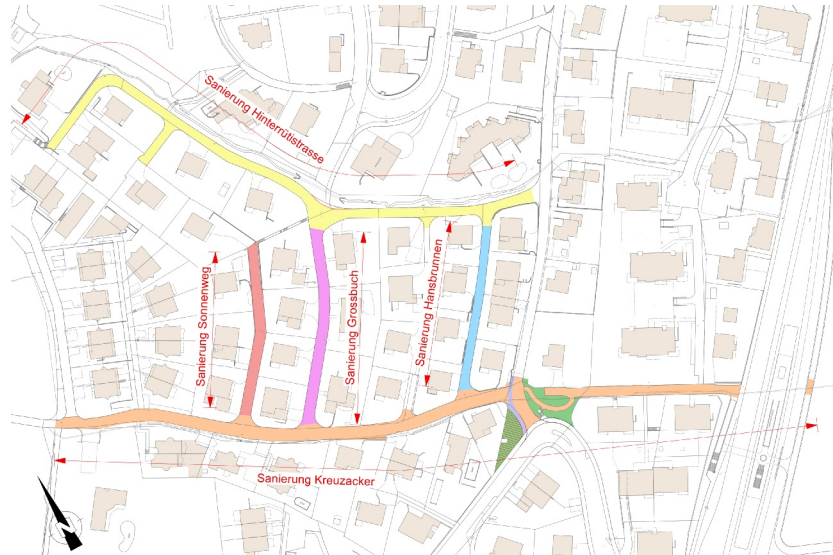 Sanierung Hinterrütistrasse
Sanierung Sonnenweg
Sanierung Grossbuch
Sanierung Hansbrunnen
Sanierung Kreuzacker